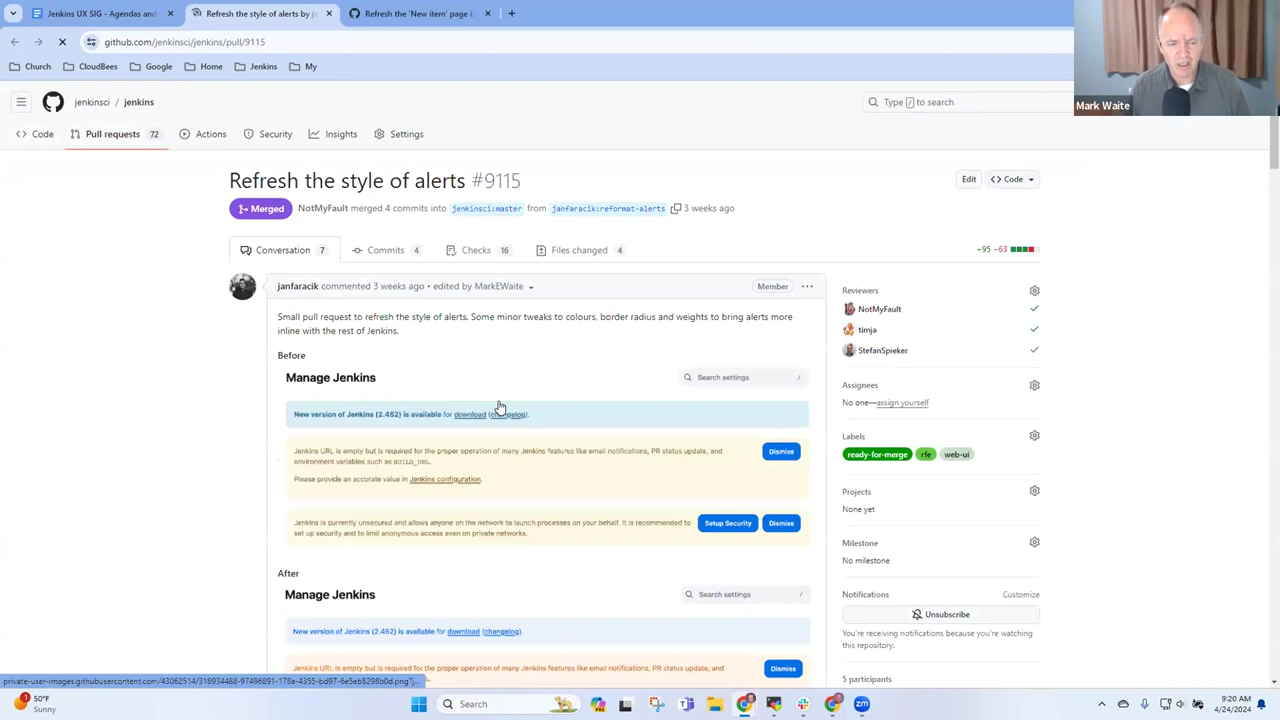 Jenkins UX SIG - Agendas and
Refresh the style of alerts by j
Refresh the 'New item' page b
github.com/jenkinsci/jenkins/pull/9115
Church
CloudBees
Google
Home
Jenkins
My
Mark Waite
jenkinsci / jenkins
Type / to search
Code
Pull requests 72
Actions
Security
Insights
Settings
Refresh the style of alerts #9115
Edit
<> Code
Merged
NotMyFault merged 4 commits into jenkinsci:master from janfaracik:reformat-alerts 3 weeks ago
Conversation 7
Commits 4
Checks 16
Files changed 4
+95 −63
janfaracik commented 3 weeks ago • edited by MarkEWaite
Member
Small pull request to refresh the style of alerts. Some minor tweaks to colours, border radius and weights to bring alerts more
inline with the rest of Jenkins.
Before
Manage Jenkins
Search settings /
New version of Jenkins (2.452) is available for download (changelog).
Jenkins URL is empty but is required for the proper operation of many Jenkins features like email notifications, PR status update, and
environment variables such as BUILD_URL.
Please provide an accurate value in Jenkins configuration.
Dismiss
Jenkins is currently unsecured and allows anyone on the network to launch processes on your behalf. It is recommended to
set up security and to limit anonymous access even on private networks.
Setup Security
Dismiss
After
Manage Jenkins
Search settings /
New version of Jenkins (2.452) is available for download (changelog).
Jenkins URL is empty but is required for the proper operation of many Jenkins features like email notifications, PR status update, and
Dismiss
Reviewers
NotMyFault
timja
StefanSpieker
Assignees
No one—assign yourself
Labels
ready-for-merge
rfe
web-ui
Projects
None yet
Milestone
No milestone
Notifications
Customize
Unsubscribe
You're receiving notifications because you're watching
this repository.
5 participants
private-user-images.githubusercontent.com/43062514/318934488-97496891-178a-4355-bd97-6e5eb8298b0d.png?j...
50°F
Sunny
Search
9:20 AM
4/24/2024